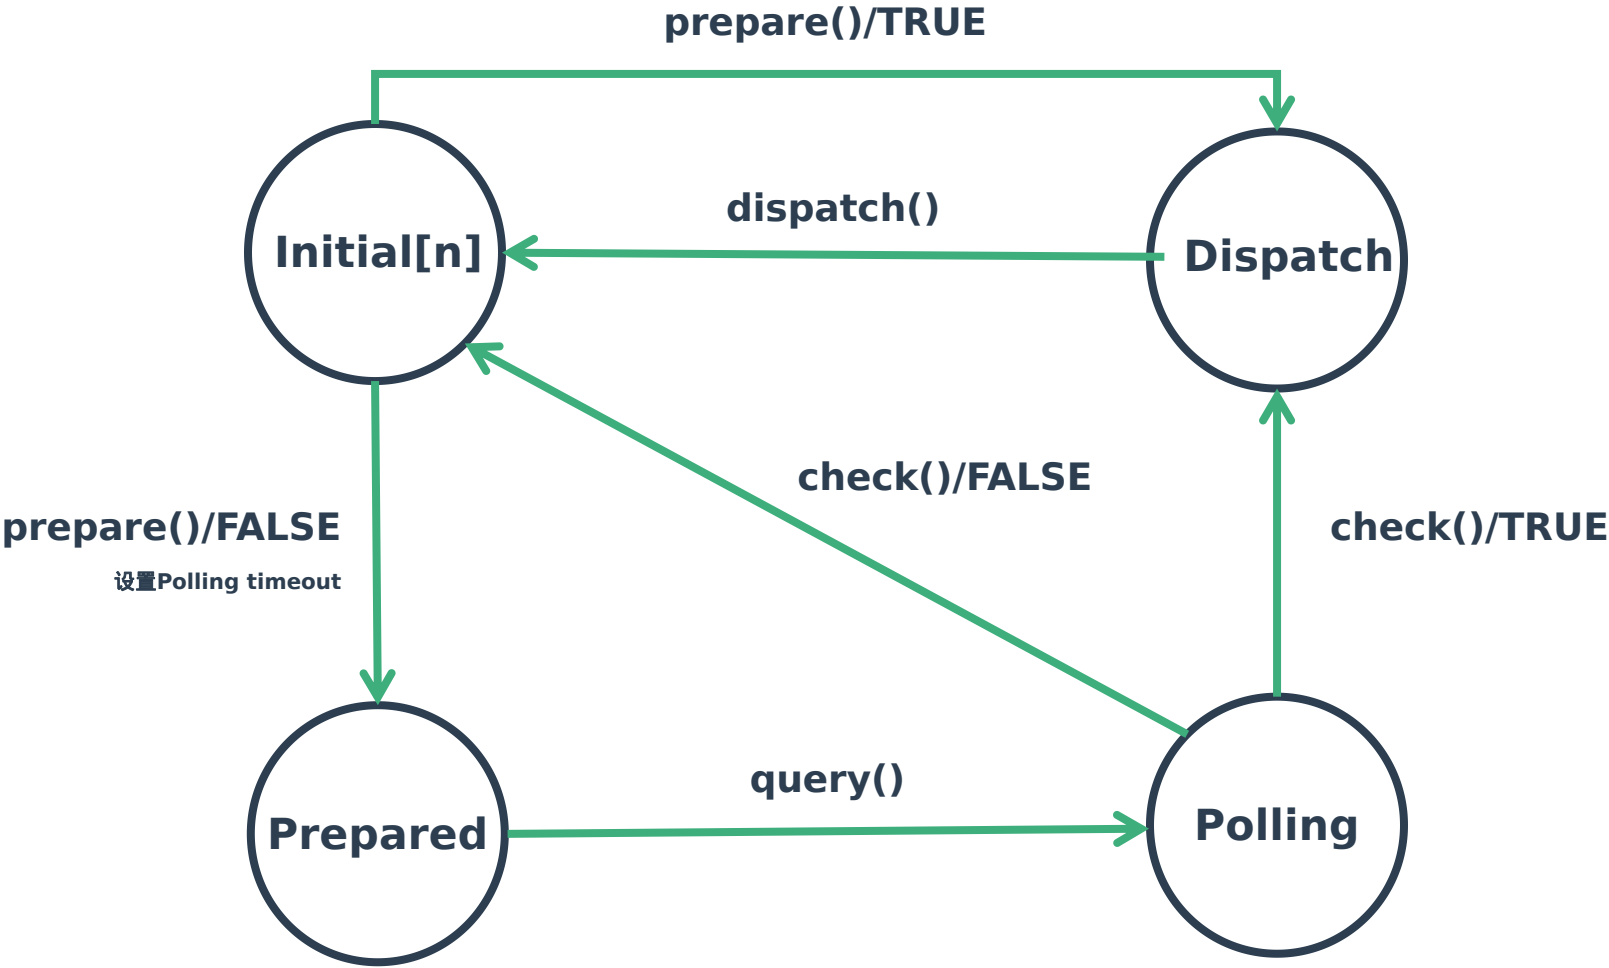 prepare()/TRUE
dispatch()
Initial[n]
Dispatch
check()/FALSE
prepare()/FALSE
check()/TRUE
设置Polling timeout
query()
Prepared
Polling